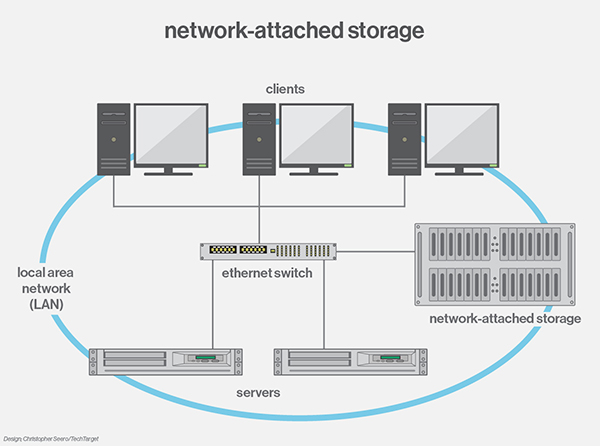 network-attached storage
clients
ethernet switch
local area
network
(LAN)
network-attached storage
servers
Design; Christopher Seero/TechTarget